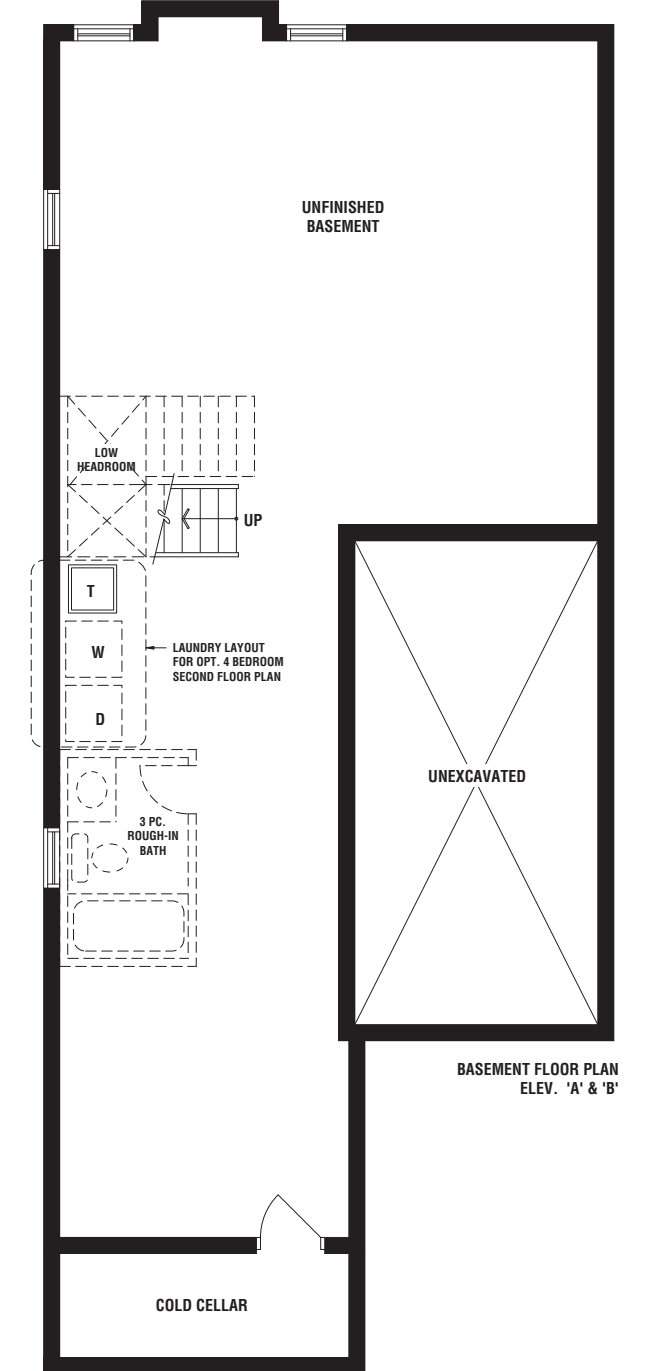 UNFINISHED
BASEMENT
LOW
HEADROOM
UP
T
W
D
LAUNDRY LAYOUT
FOR OPT. 4 BEDROOM
SECOND FLOOR PLAN
3 PC.
ROUGH-IN
BATH
UNEXCAVATED
BASEMENT FLOOR PLAN
ELEV. 'A' & 'B'
COLD CELLAR